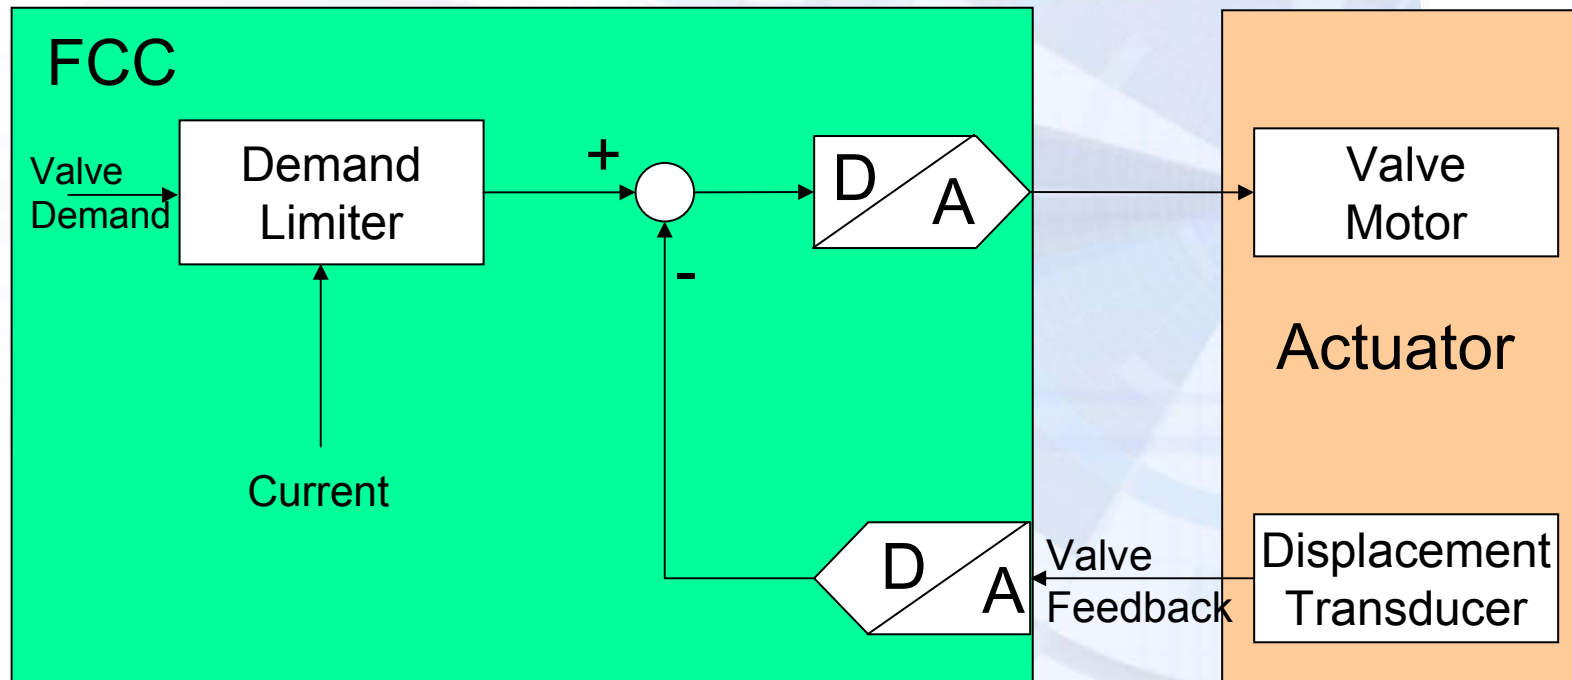 FCC
Valve
Demand
Demand
Limiter
+
-
D
A
Valve
Motor
Actuator
Current
D
A
Valve
Feedback
Displacement
Transducer